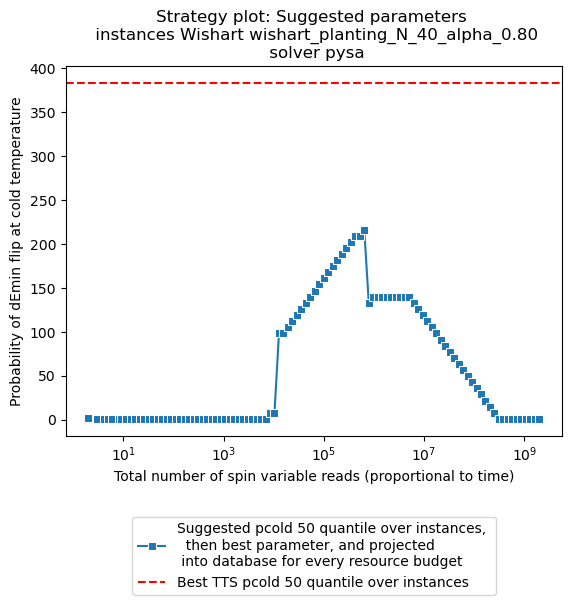 Strategy plot: Suggested parameters
instances Wishart wishart_planting_N_40_alpha_0.80
solver pysa
400
350
300
250
200
150
100
50
0
Probability of dEmin flip at cold temperature
10^1 10^3 10^5 10^7 10^9
Total number of spin variable reads (proportional to time)
Suggested pcold 50 quantile over instances,
then best parameter, and projected
into database for every resource budget
Best TTS pcold 50 quantile over instances